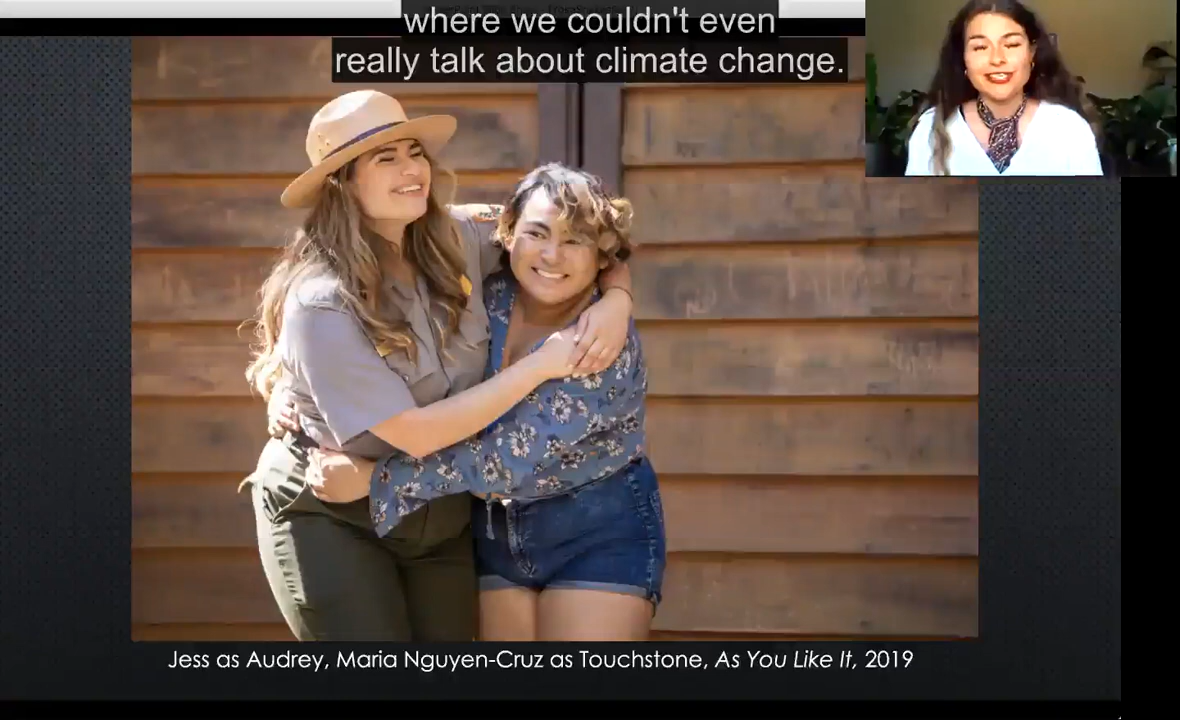 where we couldn't even
really talk about climate change.
Jess as Audrey, Maria Nguyen-Cruz as Touchstone, As You Like It, 2019